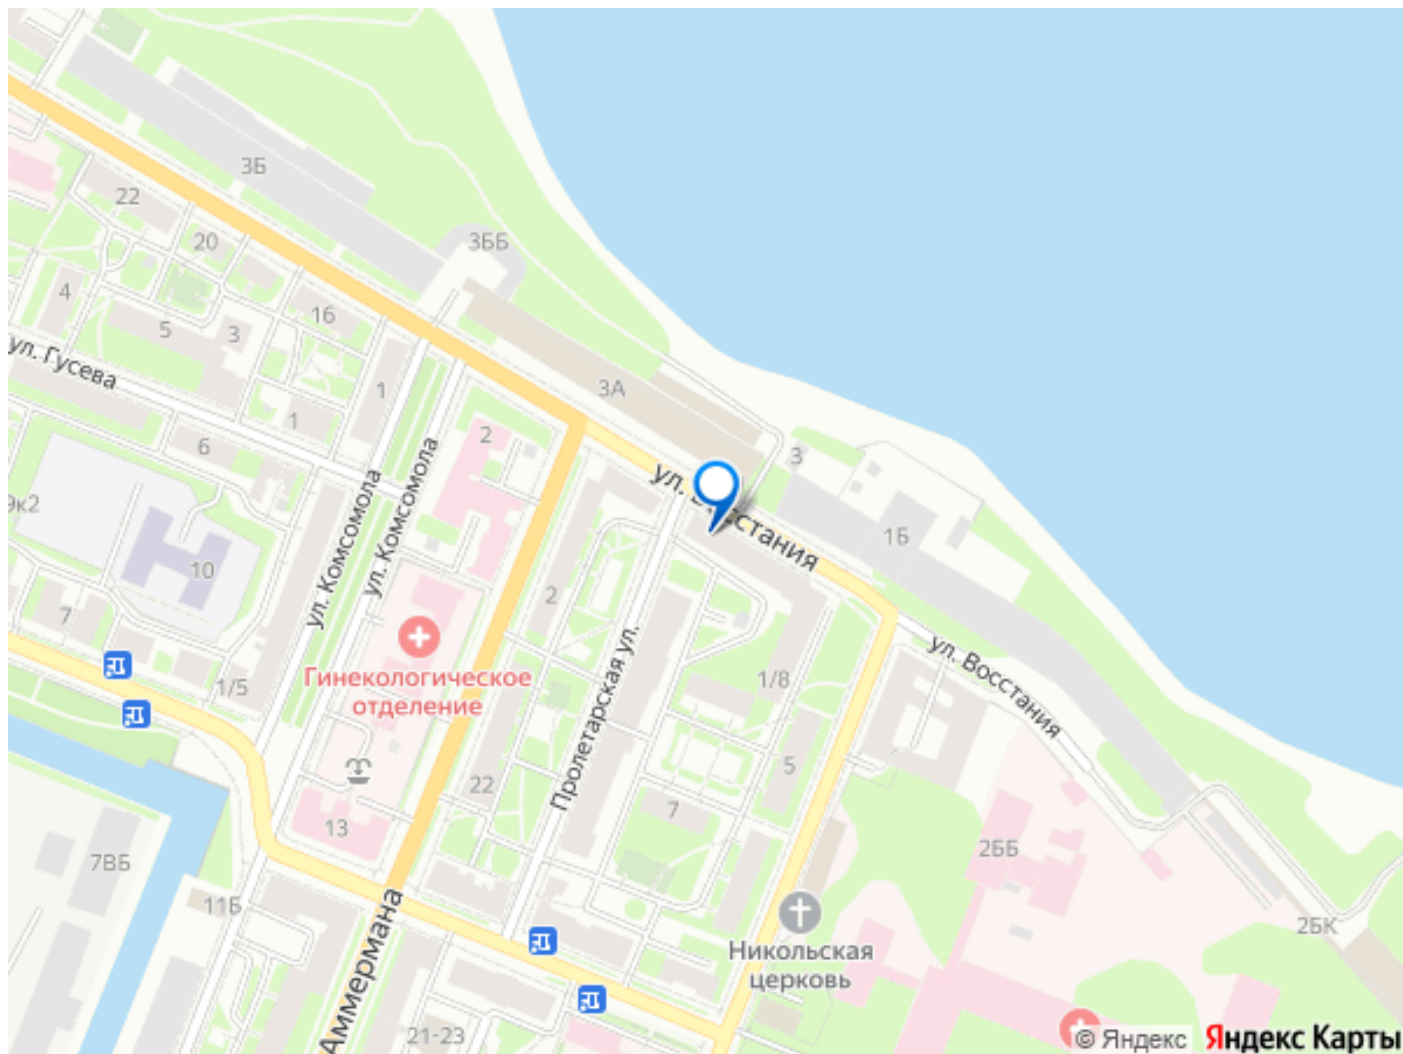 3Б
22
3ББ
20
4
16
5
3
ул. Гусева
3А
1
1
2
6
ул. Комсомола
ул. Комсомола
3
ул. Восстания
9к2
1Б
10
2
7
ул. Восстания
Гинекологическое
отделение
1/5
1/8
Пролетарская ул.
5
22
7
13
2ББ
7ВБ
11Б
2БК
Никольская
церковь
Аммермана
21-23
© Яндекс
Яндекс Карты